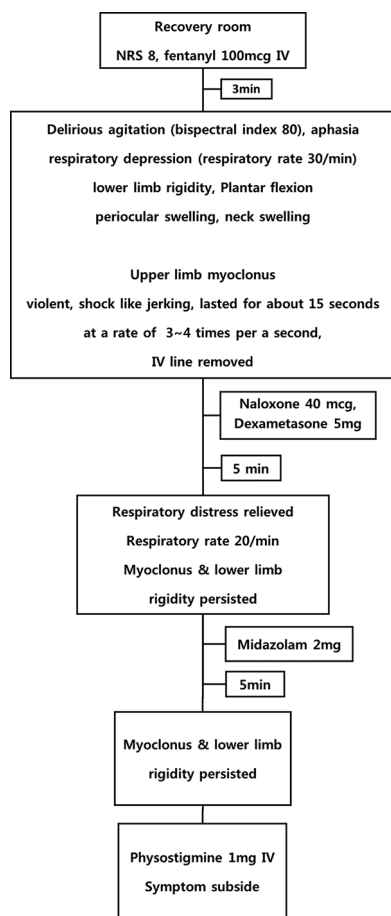 Recovery room
NRS 8, fentanyl 100mcg IV
3min
Delirious agitation (bispectral index 80), aphasia
respiratory depression (respiratory rate 30/min)
lower limb rigidity, Plantar flexion
periocular swelling, neck swelling
Upper limb myoclonus
violent, shock like jerking, lasted for about 15 seconds
at a rate of 3~4 times per a second,
IV line removed
Naloxone 40 mcg,
Dexametasone 5mg
5 min
Respiratory distress relieved
Respiratory rate 20/min
Myoclonus & lower limb
rigidity persisted
Midazolam 2mg
5min
Myoclonus & lower limb
rigidity persisted
Physostigmine 1mg IV
Symptom subside